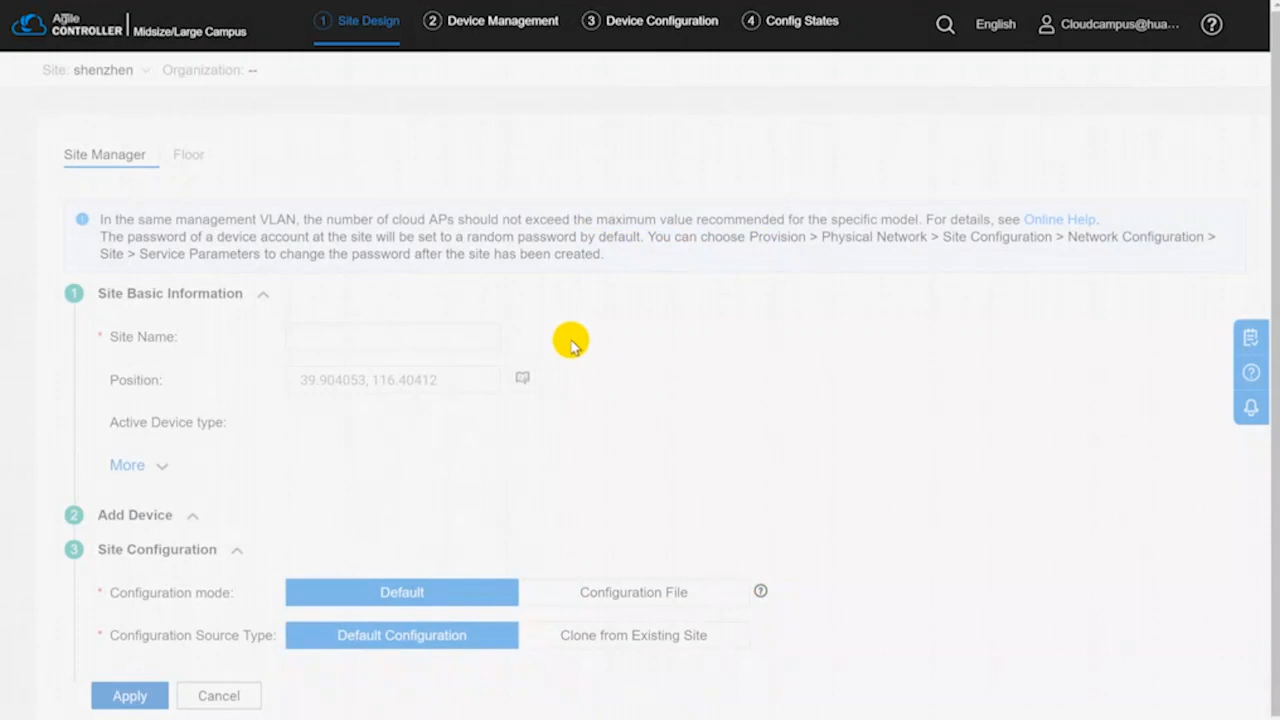 Agile
CONTROLLER Midsize/Large Campus
1 Site Design 2 Device Management 3 Device Configuration 4 Config States
English Cloudcampus@hua...
Site: shenzhen Organization: --
Site Manager Floor
In the same management VLAN, the number of cloud APs should not exceed the maximum value recommended for the specific model. For details, see Online Help.
The password of a device account at the site will be set to a random password by default. You can choose Provision > Physical Network > Site Configuration > Network Configuration >
Site > Service Parameters to change the password after the site has been created.
1 Site Basic Information
* Site Name:
Position: 39.904053, 116.40412
Active Device type:
More
2 Add Device
3 Site Configuration
* Configuration mode: Default Configuration File
* Configuration Source Type: Default Configuration Clone from Existing Site
Apply Cancel